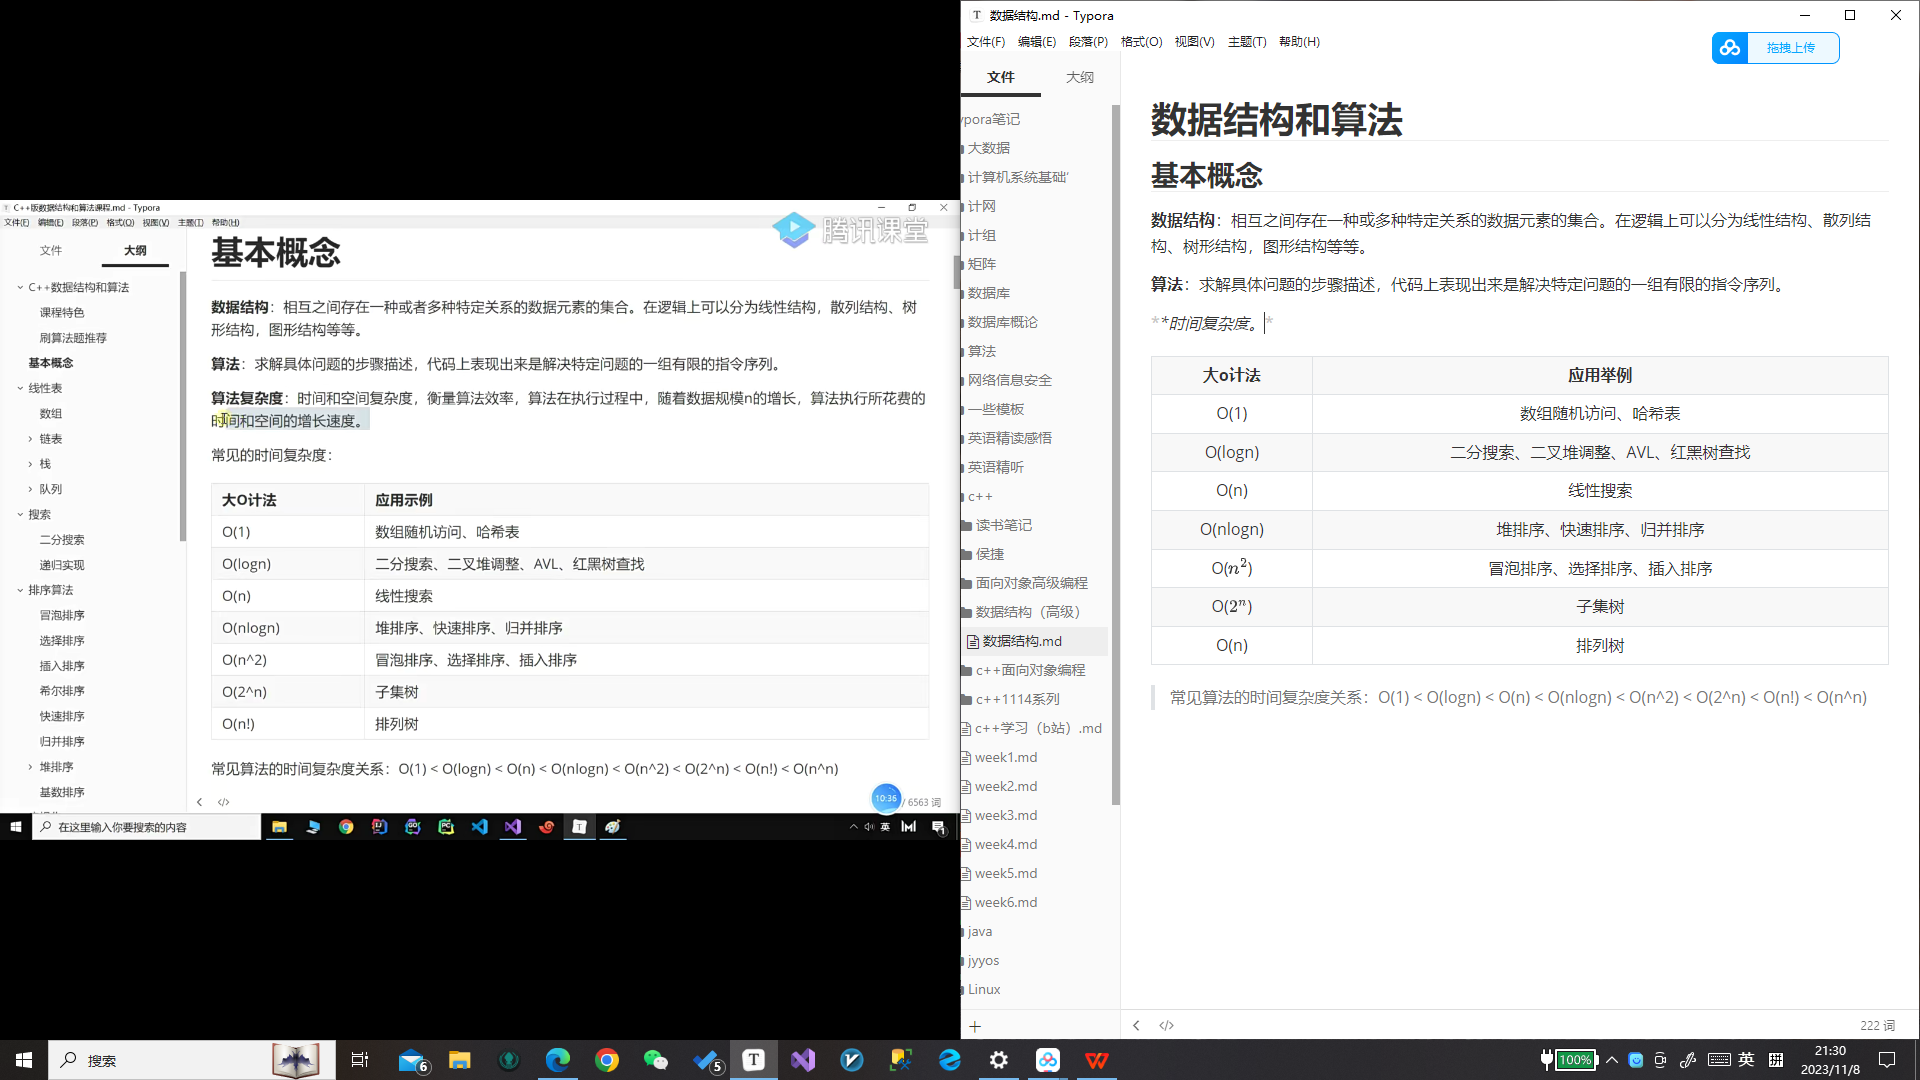 C++版数据结构和算法课程.md - Typora
文件(F) 编辑(E) 段落(P) 格式(O) 视图(V) 主题(T) 帮助(H)
腾讯课堂
文件 大纲
C++数据结构和算法
课程特色
刷算法题推荐
基本概念
线性表
数组
链表
栈
队列
搜索
二分搜索
递归实现
排序算法
冒泡排序
选择排序
插入排序
希尔排序
快速排序
归并排序
堆排序
基数排序
基本概念
数据结构：相互之间存在一种或者多种特定关系的数据元素的集合。在逻辑上可以分为线性结构，散列结构、树
形结构，图形结构等等。
算法：求解具体问题的步骤描述，代码上表现出来是解决特定问题的一组有限的指令序列。
算法复杂度：时间和空间复杂度，衡量算法效率，算法在执行过程中，随着数据规模n的增长，算法执行所花费的
时间和空间的增长速度。
常见的时间复杂度：
大O计法 应用示例
O(1) 数组随机访问、哈希表
O(logn) 二分搜索、二叉堆调整、AVL、红黑树查找
O(n) 线性搜索
O(nlogn) 堆排序、快速排序、归并排序
O(n^2) 冒泡排序、选择排序、插入排序
O(2^n) 子集树
O(n!) 排列树
常见算法的时间复杂度关系：O(1) < O(logn) < O(n) < O(nlogn) < O(n^2) < O(2^n) < O(n!) < O(n^n)
10:36 / 6563 词
在这里输入你要搜索的内容
英
数据结构.md - Typora
文件(F) 编辑(E) 段落(P) 格式(O) 视图(V) 主题(T) 帮助(H)
拖拽上传
文件 大纲
ypora笔记
大数据
计算机系统基础'
计网
计组
矩阵
数据库
数据库概论
算法
网络信息安全
一些模板
英语精读感悟
英语精听
c++
读书笔记
侯捷
面向对象高级编程
数据结构（高级）
数据结构.md
c++面向对象编程
c++1114系列
c++学习（b站）.md
week1.md
week2.md
week3.md
week4.md
week5.md
week6.md
java
jyyos
Linux
数据结构和算法
基本概念
数据结构：相互之间存在一种或多种特定关系的数据元素的集合。在逻辑上可以分为线性结构、散列结
构、树形结构，图形结构等等。
算法：求解具体问题的步骤描述，代码上表现出来是解决特定问题的一组有限的指令序列。
**时间复杂度。*
大o计法 应用举例
O(1) 数组随机访问、哈希表
O(logn) 二分搜索、二叉堆调整、AVL、红黑树查找
O(n) 线性搜索
O(nlogn) 堆排序、快速排序、归并排序
O(n²) 冒泡排序、选择排序、插入排序
O(2ⁿ) 子集树
O(n) 排列树
常见算法的时间复杂度关系：O(1) < O(logn) < O(n) < O(nlogn) < O(n^2) < O(2^n) < O(n!) < O(n^n)
222 词
搜索
6
5
100%
英
21:30
2023/11/8